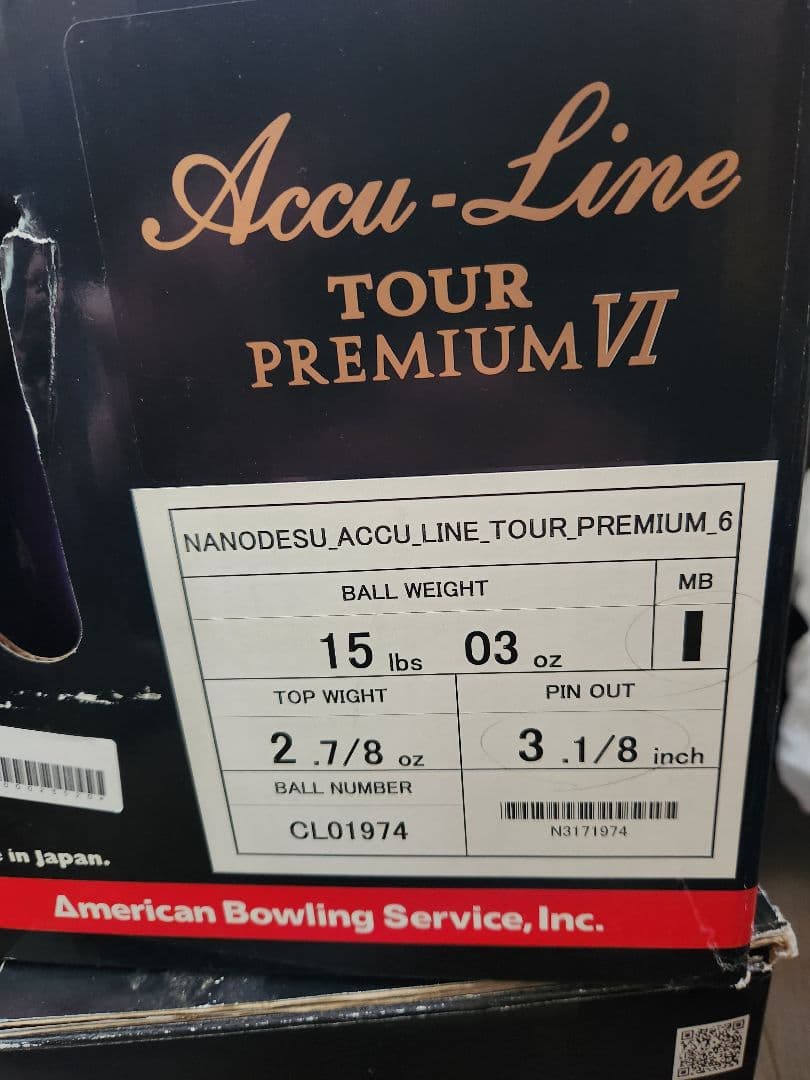 Accu-Line
TOUR
PREMIUM VI
NANODESU_ACCU_LINE_TOUR_PREMIUM_6
BALL WEIGHT
MB
15 lbs 03 oz
I
TOP WIGHT
PIN OUT
2 .7/8 oz
3 .1/8 inch
BALL NUMBER
CL01974
N3171974
in Japan.
American Bowling Service, Inc.